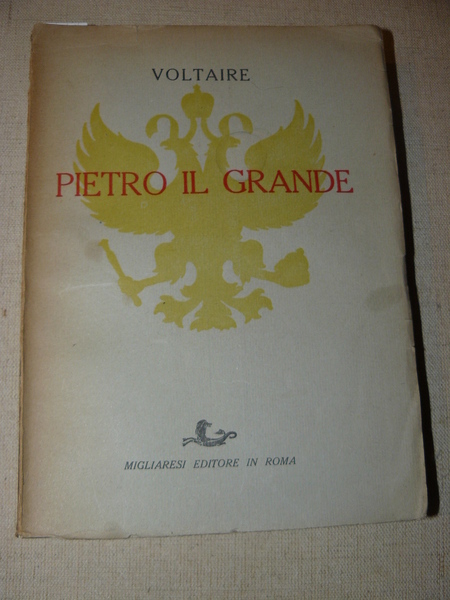 VOLTAIRE
PIETRO IL GRANDE
MIGLIARESI EDITORE IN ROMA